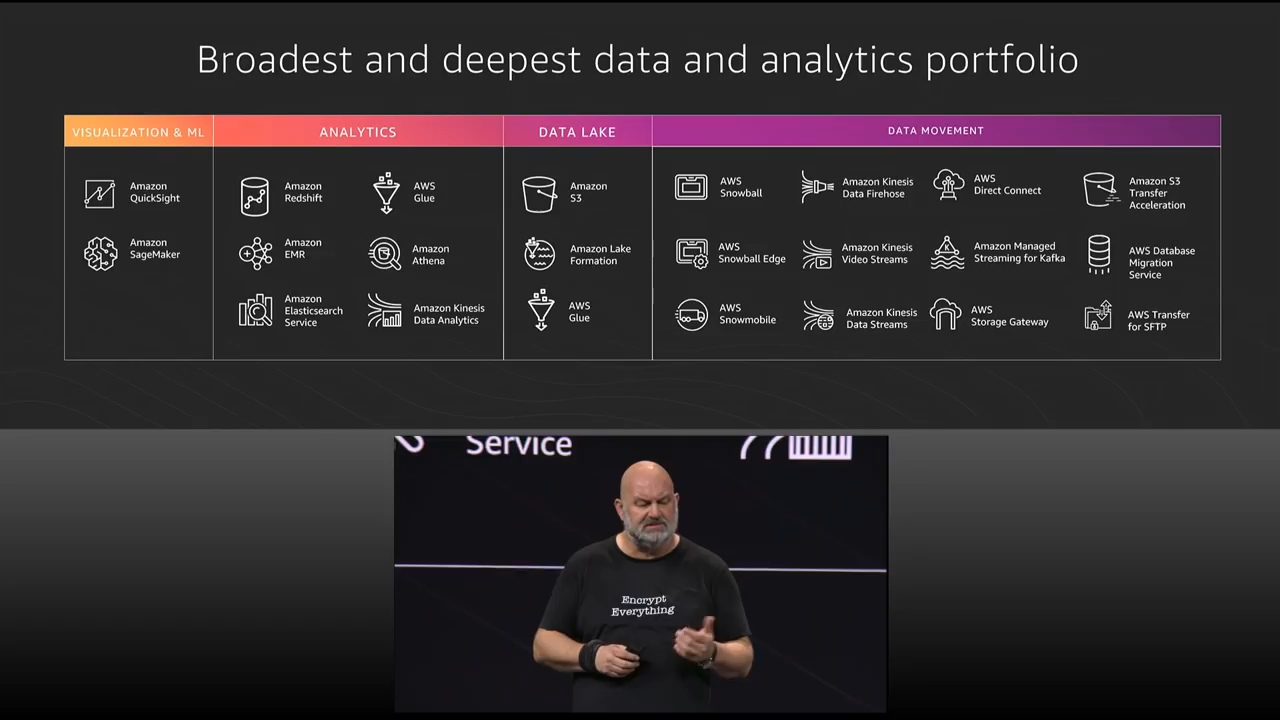 Broadest and deepest data and analytics portfolio
VISUALIZATION & ML
Amazon
QuickSight
Amazon
SageMaker
ANALYTICS
Amazon
Redshift
AWS
Glue
Amazon
EMR
Amazon
Athena
Amazon
Elasticsearch
Service
Amazon Kinesis
Data Analytics
DATA LAKE
Amazon
S3
Amazon Lake
Formation
AWS
Glue
DATA MOVEMENT
AWS
Snowball
Amazon Kinesis
Data Firehose
AWS
Direct Connect
Amazon S3
Transfer
Acceleration
AWS
Snowball Edge
Amazon Kinesis
Video Streams
Amazon Managed
Streaming for Kafka
AWS Database
Migration
Service
AWS
Snowmobile
Amazon Kinesis
Data Streams
AWS
Storage Gateway
AWS Transfer
for SFTP
Service
Encrypt
Everything